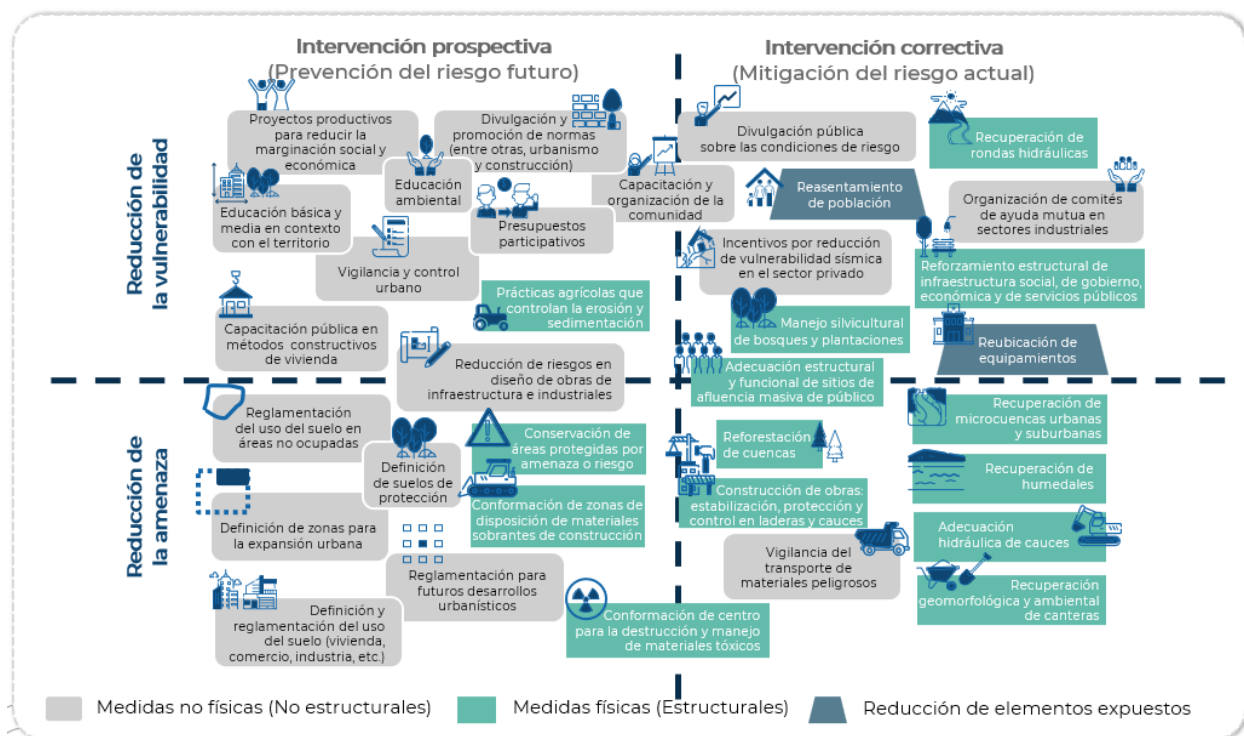 Intervención prospectiva
(Prevención del riesgo futuro)
Intervención correctiva
(Mitigación del riesgo actual)
Reducción de
la vulnerabilidad
Proyectos productivos
para reducir la
marginación social y
económica
Divulgación y
promoción de normas
(entre otras, urbanismo
y construcción)
Educación
ambiental
Capacitación y
organización de la
comunidad
Educación básica y
media en contexto
con el territorio
Presupuestos
participativos
Vigilancia y control
urbano
Prácticas agrícolas que
controlan la erosión y
sedimentación
Capacitación pública en
métodos constructivos
de vivienda
Reducción de riesgos en
diseño de obras de
infraestructura e industriales
Divulgación pública
sobre las condiciones de riesgo
Recuperación de
rondas hidráulicas
Reasentamiento
de población
Organización de comités
de ayuda mutua en
sectores industriales
Incentivos por reducción
de vulnerabilidad sísmica
en el sector privado
Reforzamiento estructural de
infraestructura social, de gobierno,
económica y de servicios públicos
Manejo silvicultural
de bosques y plantaciones
Reubicación de
equipamientos
Adecuación estructural
y funcional de sitios de
afluencia masiva de público
Reducción de
la amenaza
Reglamentación
del uso del suelo en
áreas no ocupadas
Definición
de suelos de
protección
Conservación de
áreas protegidas por
amenaza o riesgo
Conformación de zonas de
disposición de materiales
sobrantes de construcción
Definición de zonas para
la expansión urbana
Reglamentación para
futuros desarrollos
urbanísticos
Definición y
reglamentación del uso
del suelo (vivienda,
comercio, industria, etc.)
Conformación de centro
para la destrucción y manejo
de materiales tóxicos
Reforestación
de cuencas
Recuperación de
microcuencas urbanas
y suburbanas
Recuperación de
humedales
Construcción de obras:
estabilización, protección y
control en laderas y cauces
Vigilancia del
transporte de
materiales peligrosos
Adecuación
hidráulica de cauces
Recuperación
geomorfológica y ambiental
de canteras
Medidas no físicas (No estructurales)
Medidas físicas (Estructurales)
Reducción de elementos expuestos